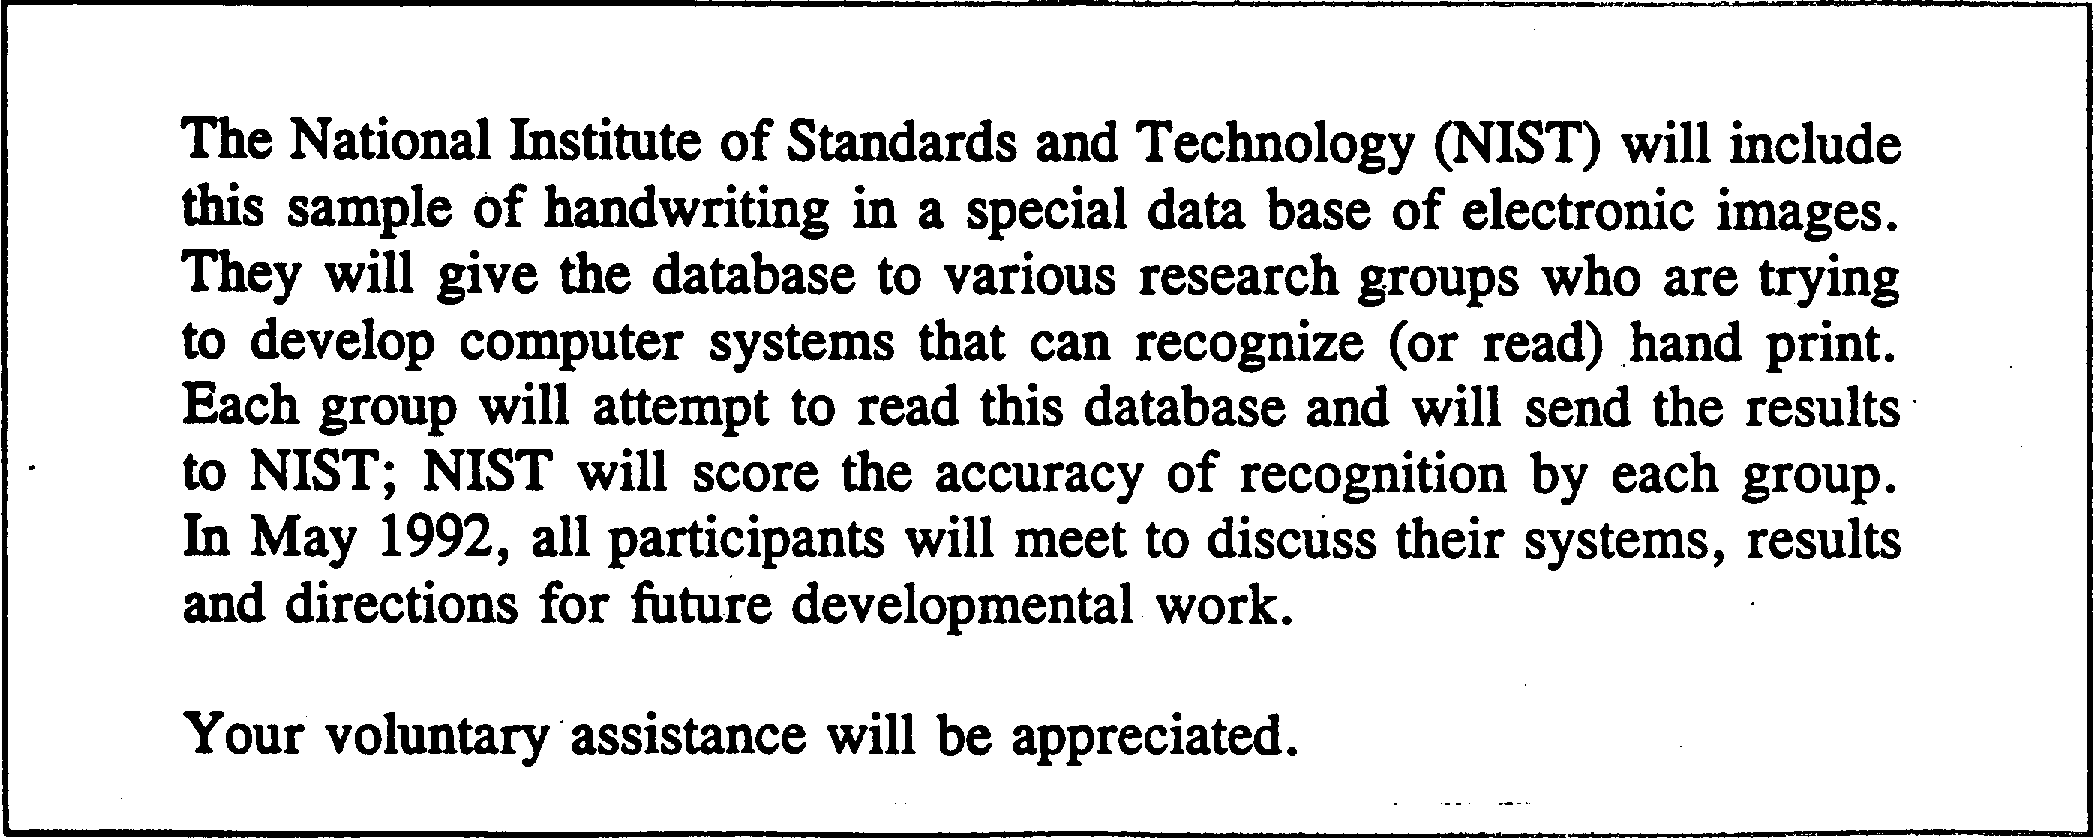 The National Institute of Standards and Technology (NIST) will include
this sample of handwriting in a special data base of electronic images.
They will give the database to various research groups who are trying
to develop computer systems that can recognize (or read) hand print.
Each group will attempt to read this database and will send the results
to NIST; NIST will score the accuracy of recognition by each group.
In May 1992, all participants will meet to discuss their systems, results
and directions for future developmental work.
Your voluntary assistance will be appreciated.